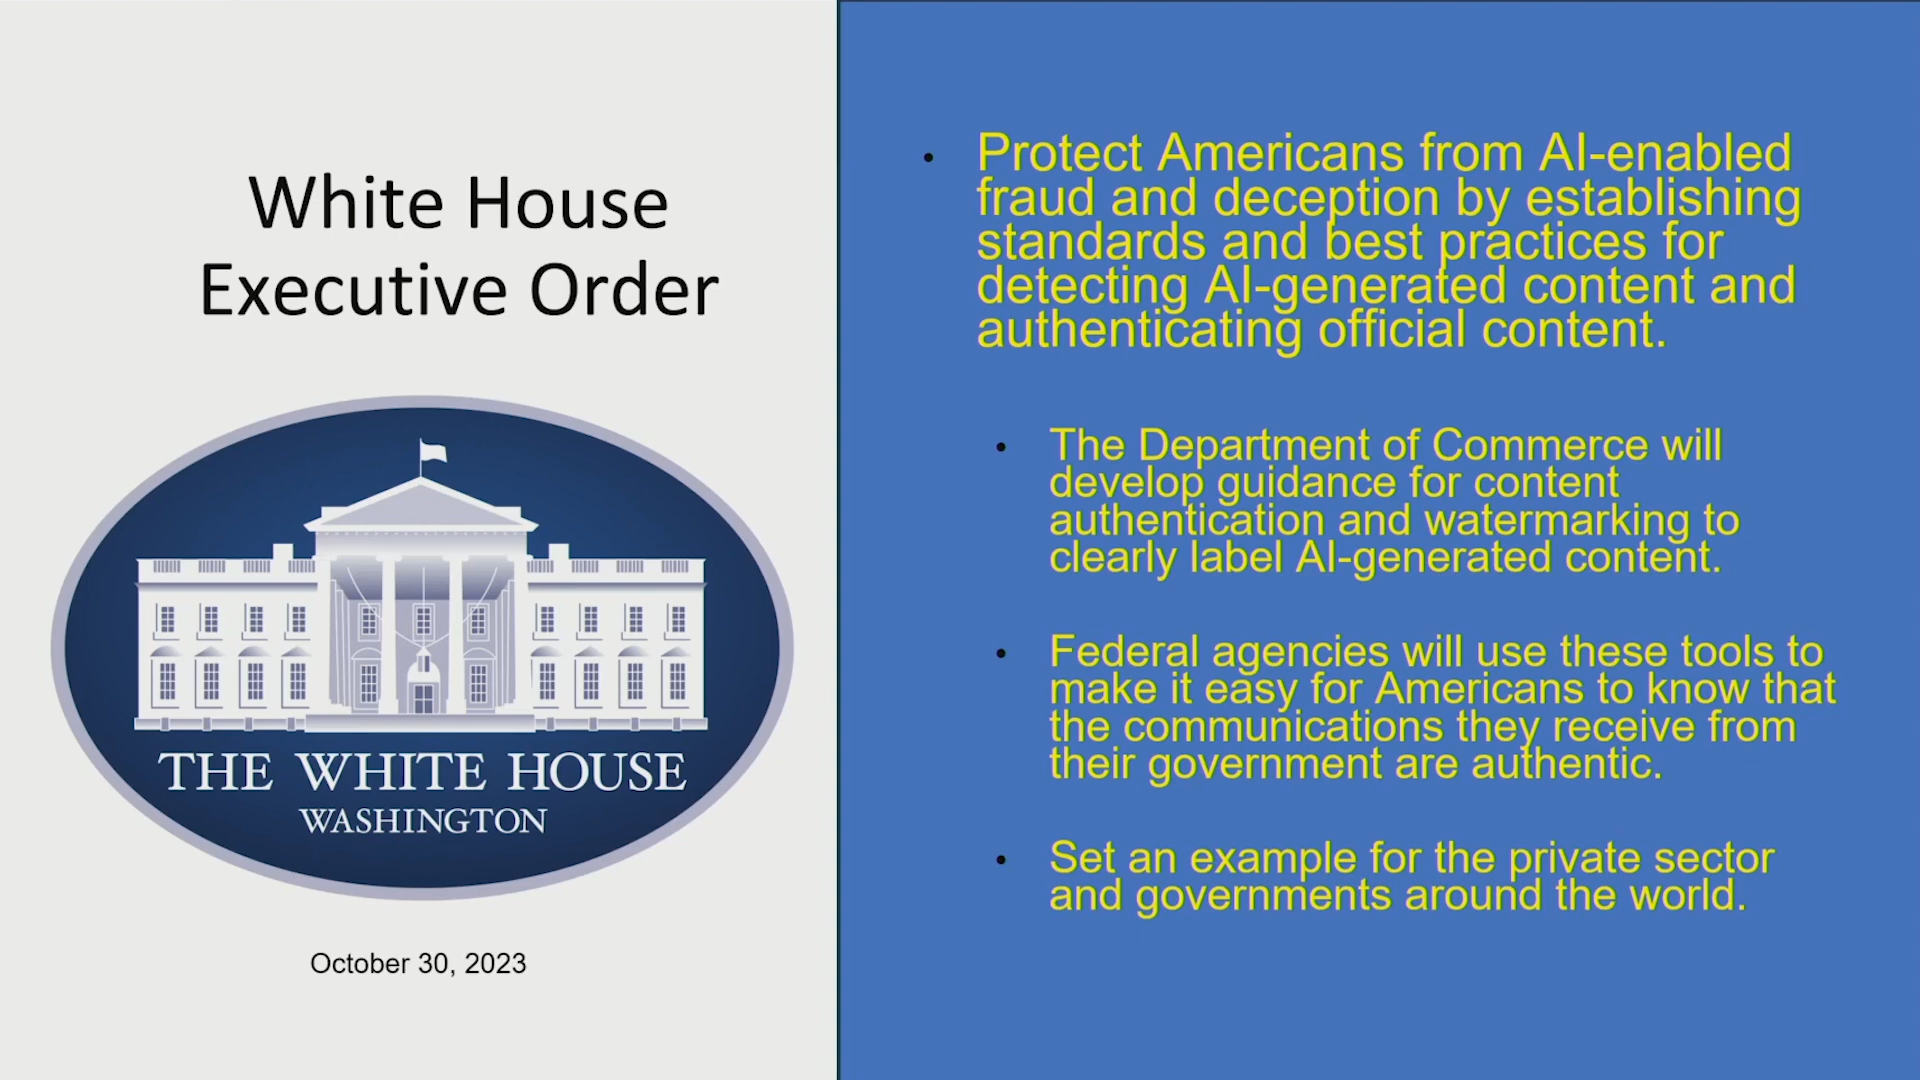 White House
Executive Order
THE WHITE HOUSE
WASHINGTON
October 30, 2023
• Protect Americans from AI-enabled
fraud and deception by establishing
standards and best practices for
detecting AI-generated content and
authenticating official content.
• The Department of Commerce will
develop guidance for content
authentication and watermarking to
clearly label AI-generated content.
• Federal agencies will use these tools to
make it easy for Americans to know that
the communications they receive from
their government are authentic.
• Set an example for the private sector
and governments around the world.